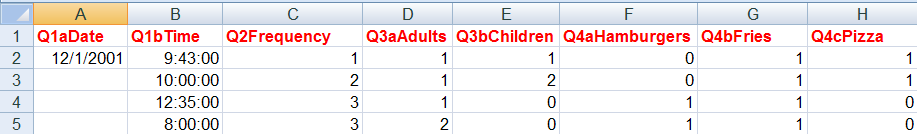 A B C D E F G H
1 Q1aDate Q1bTime Q2Frequency Q3aAdults Q3bChildren Q4aHamburgers Q4bFries Q4cPizza
2 12/1/2001 9:43:00 1 1 1 0 1 1
3 10:00:00 2 1 2 0 1 1
4 12:35:00 3 1 0 1 1 0
5 8:00:00 3 2 0 1 1 0